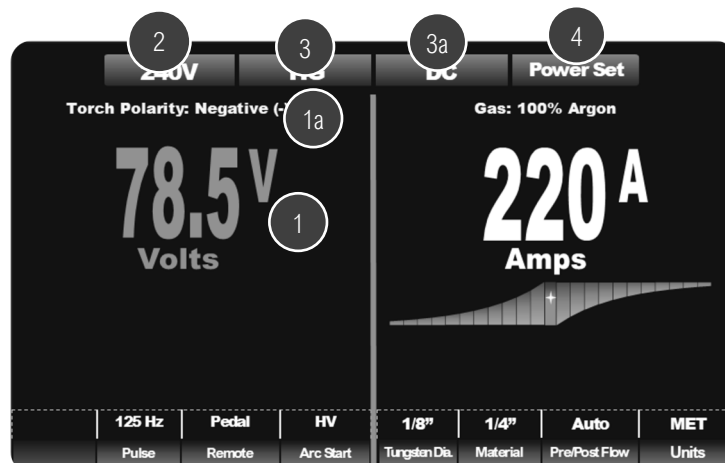 2
3
3a
4
240V
DC
Power Set
Torch Polarity: Negative (-)
1a
Gas: 100% Argon
78.5 V
1
Volts
220 A
Amps
125 Hz Pedal HV 1/8” 1/4” Auto MET
Pulse Remote Arc Start Tungsten Dia. Material Pre/Post Flow Units